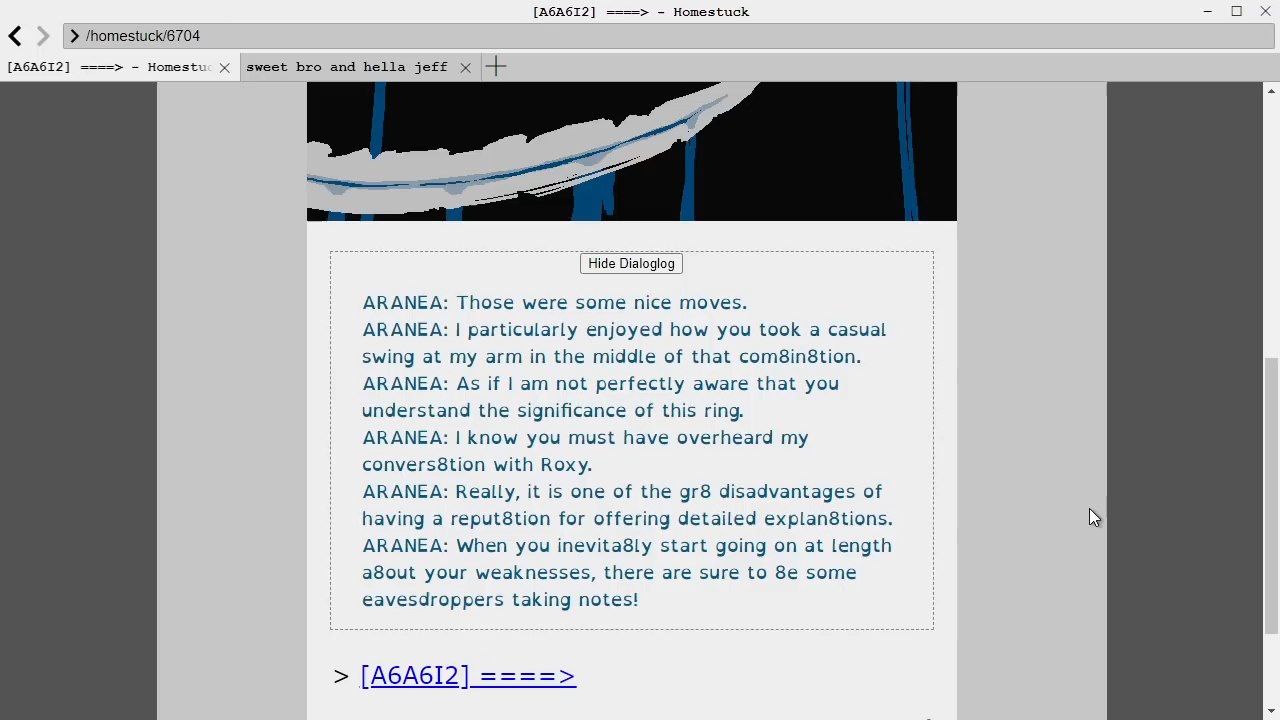 [A6A6I2] ====> - Homestuck
/homestuck/6704
[A6A6I2] ====> - Homestuc
sweet bro and hella jeff
Hide Dialoglog
ARANEA: Those were some nice moves.
ARANEA: I particularly enjoyed how you took a casual
swing at my arm in the middle of that com8in8tion.
ARANEA: As if I am not perfectly aware that you
understand the significance of this ring.
ARANEA: I know you must have overheard my
convers8tion with Roxy.
ARANEA: Really, it is one of the gr8 disadvantages of
having a reput8tion for offering detailed explan8tions.
ARANEA: When you inevita8ly start going on at length
a8out your weaknesses, there are sure to 8e some
eavesdroppers taking notes!
> [A6A6I2] ====>